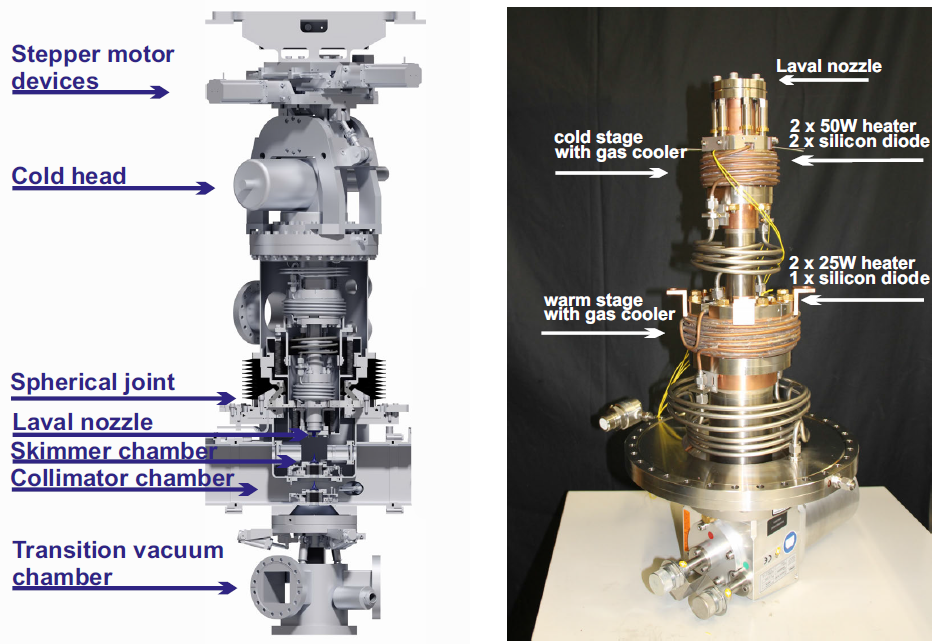 Stepper motor
devices
Cold head
Spherical joint
Laval nozzle
Skimmer chamber
Collimator chamber
Transition vacuum
chamber
Laval nozzle
cold stage
with gas cooler
2 x 50W heater
2 x silicon diode
2 x 25W heater
1 x silicon diode
warm stage
with gas cooler